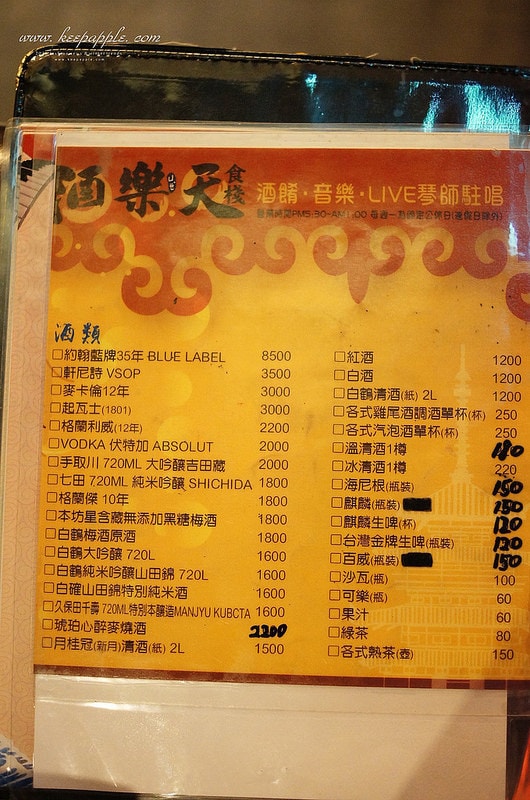 www.keepapple.com
www.keepapple.com
酒樂天食棧
酒餚・音樂・LIVE琴師駐唱
酒類
□約翰藍牌35年 BLUE LABEL 8500
□軒尼詩 VSOP 3500
□麥卡倫12年 3000
□起瓦士(1801) 3000
□格蘭利威(12年) 2200
□VODKA 伏特加 ABSOLUT 2000
□手取川 720ML 大吟釀吉田藏 2000
□七田 720ML 純米吟釀 SHICHIDA 1800
□格蘭傑 10年 1800
□本坊星含藏無添加黑糖梅酒 1800
□白鶴梅酒原酒 1800
□白鶴大吟釀 720L 1600
□白鶴純米吟釀山田錦 720L 1600
□白確山田錦特別純米酒 1600
□久保田千壽 720ML特別本釀造MANJYU KUBCTA 1600
□琥珀心醉麥燒酒 2200
□月桂冠(新月)清酒(紙) 2L 1500
□紅酒 1200
□白酒 1200
□白鶴清酒(紙) 2L 1200
□各式雞尾酒調酒單杯(杯) 250
□各式汽泡酒單杯(杯) 250
□溫清酒1樽
□冰清酒1樽 220
□海尼根(瓶裝) 150
□麒麟(瓶裝) 150
□麒麟生啤(杯) 120
□台灣金牌生啤(瓶裝) 120
□百威(瓶裝) 150
□沙瓦(瓶) 100
□可樂(瓶) 60
□果汁 60
□綠茶 80
□各式熱茶(壺) 150